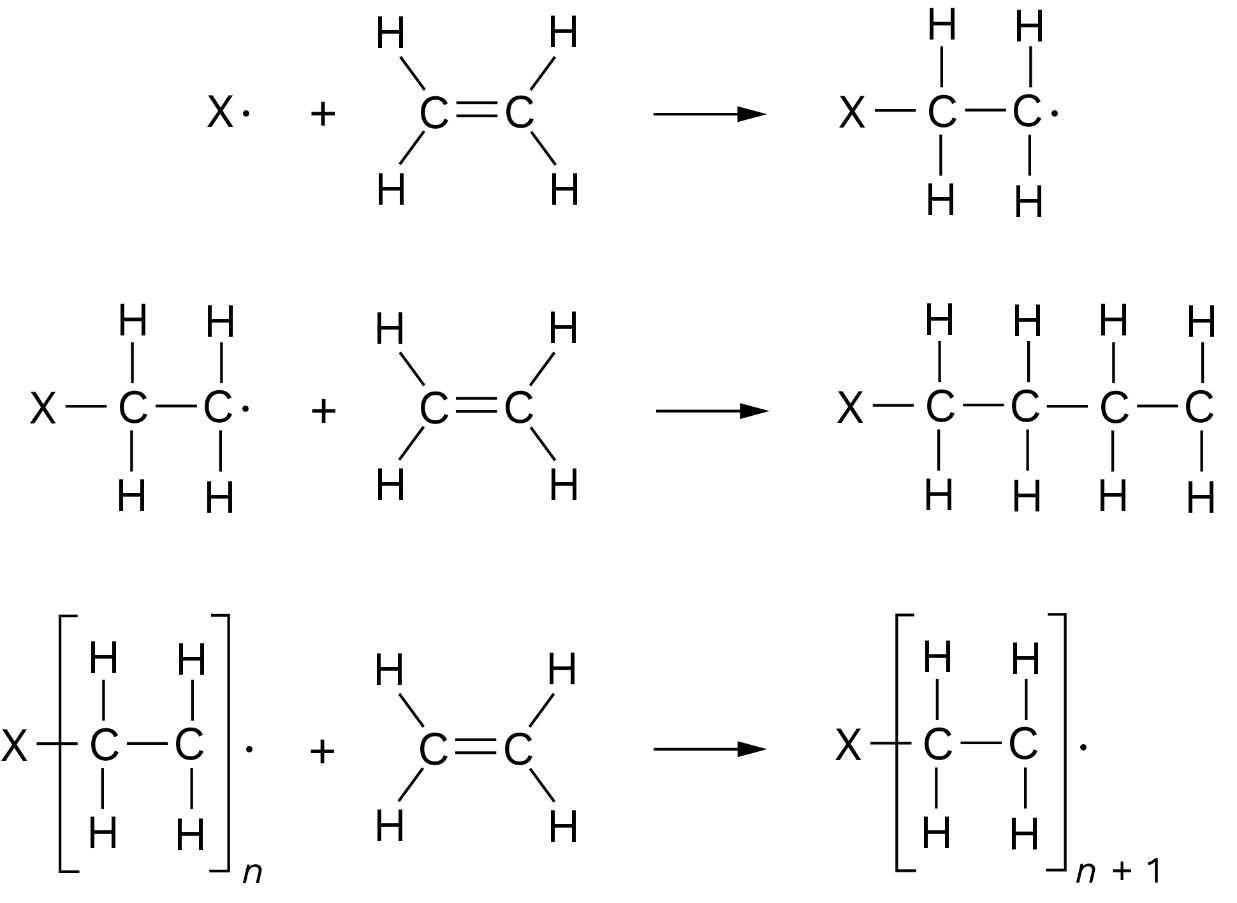 H H H H
X· + C=C → X—C—C·
H H H H
H H H H H H H H
X—C—C· + C=C → X—C—C—C—C
H H H H H H H H
H H H H H H
X—[C—C]· + C=C → X—[C—C]·
H H H H H H
n n + 1